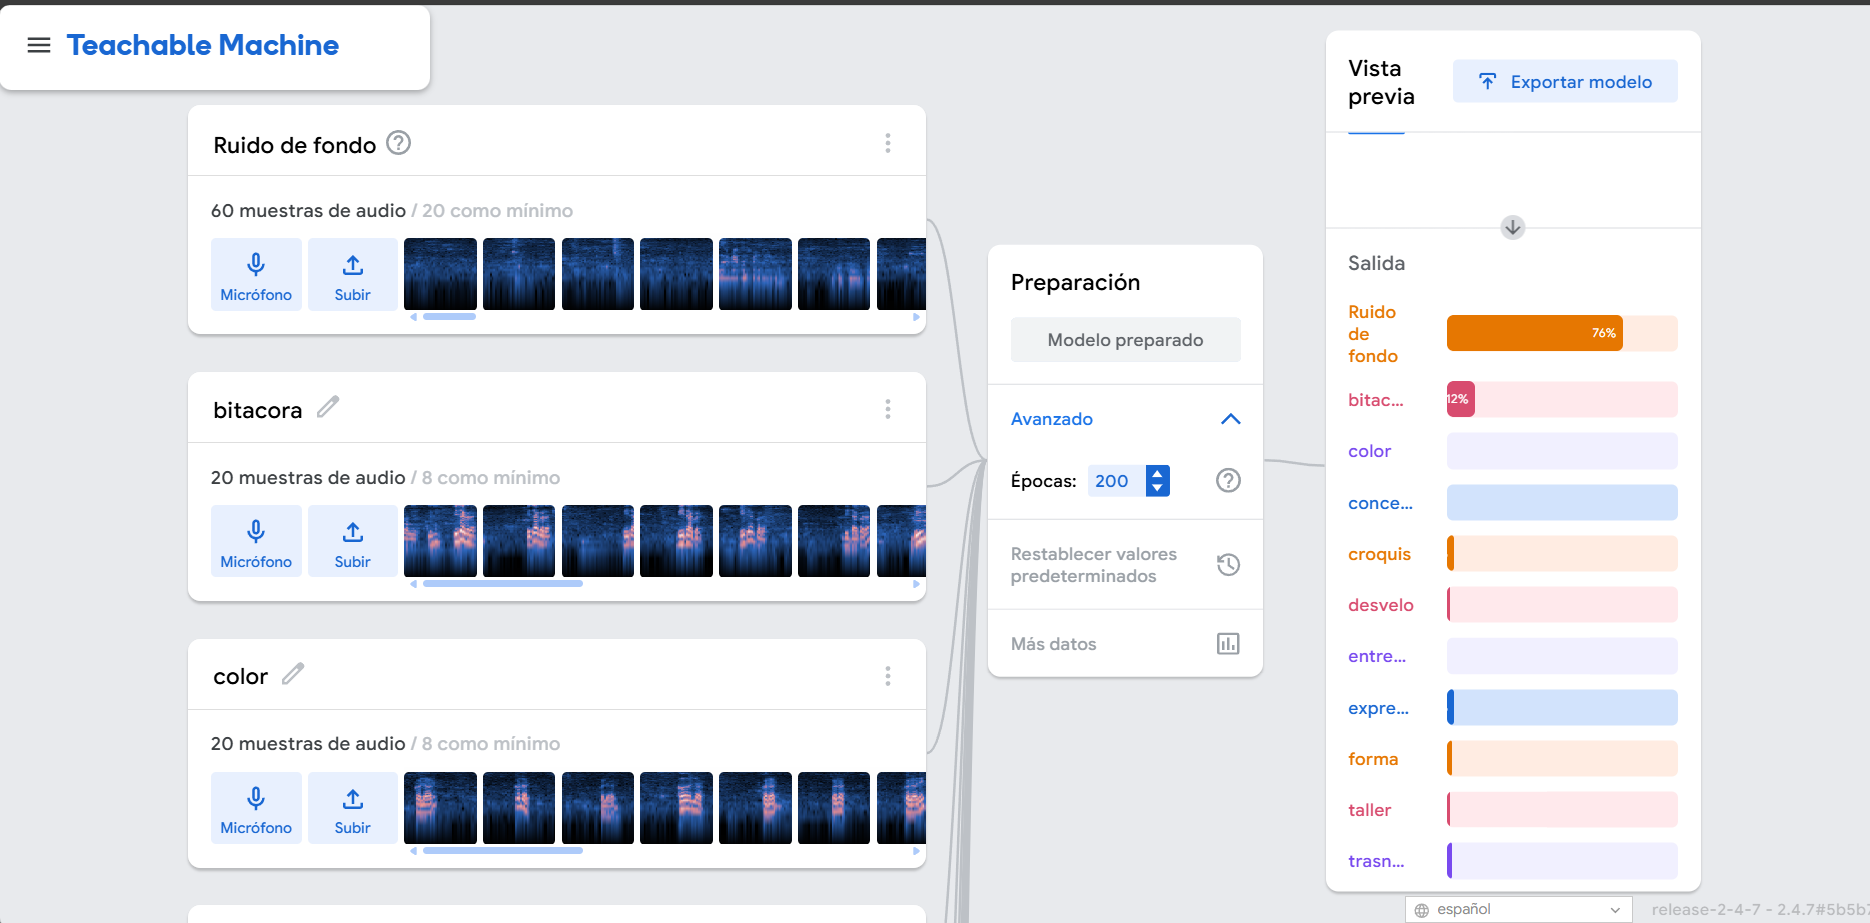 Teachable Machine
Ruido de fondo
60 muestras de audio / 20 como mínimo
Micrófono
Subir
bitacora
20 muestras de audio / 8 como mínimo
Micrófono
Subir
color
20 muestras de audio / 8 como mínimo
Micrófono
Subir
Preparación
Modelo preparado
Avanzado
Épocas: 200
Restablecer valores
predeterminados
Más datos
Vista
previa
Exportar modelo
Salida
Ruido
de
fondo
76%
bitac...
12%
color
conce...
croquis
desvelo
entre...
expre...
forma
taller
trasn...
español
release-2-4-7 - 2.4.7#5b5b